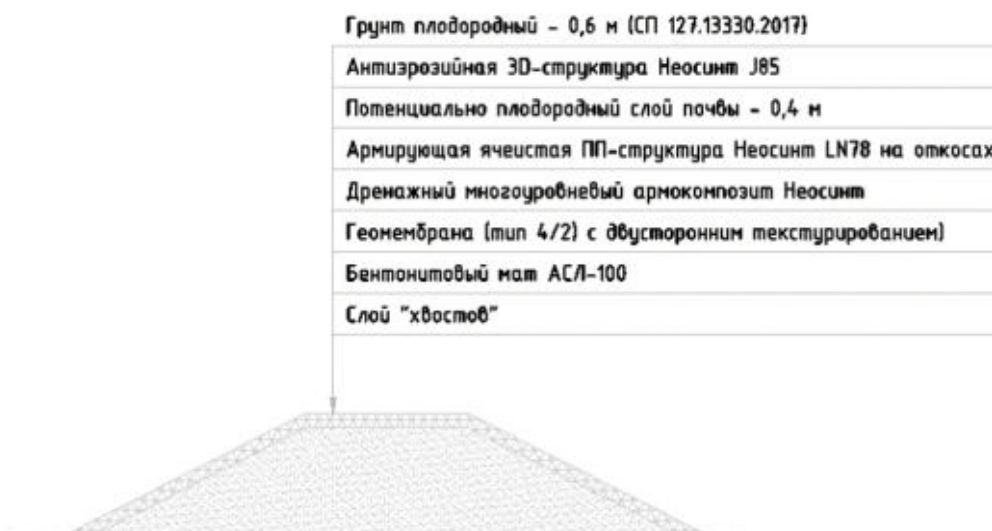 Грунт плодородный - 0,6 м (СП 127.13330.2017)
Антиэрозийная 3D-структура Неосинт J85
Потенциально плодородный слой почвы - 0,4 м
Армирующая ячеистая ПП-структура Неосинт LN78 на откосах
Дренажный многоуровневый армокомпозит Неосинт
Геомембрана (тип 4/2) с двусторонним текстурированием)
Бентонитовый мат АСЛ-100
Слой "хвостов"